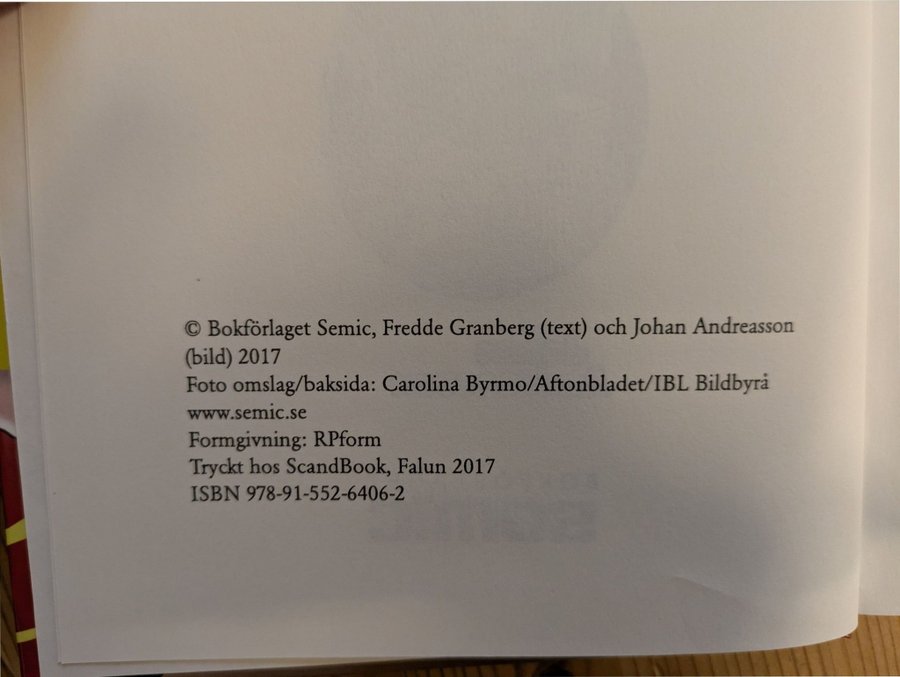 © Bokförlaget Semic, Fredde Granberg (text) och Johan Andreasson
(bild) 2017
Foto omslag/baksida: Carolina Byrmo/Aftonbladet/IBL Bildbyrå
www.semic.se
Formgivning: RPform
Tryckt hos ScandBook, Falun 2017
ISBN 978-91-552-6406-2